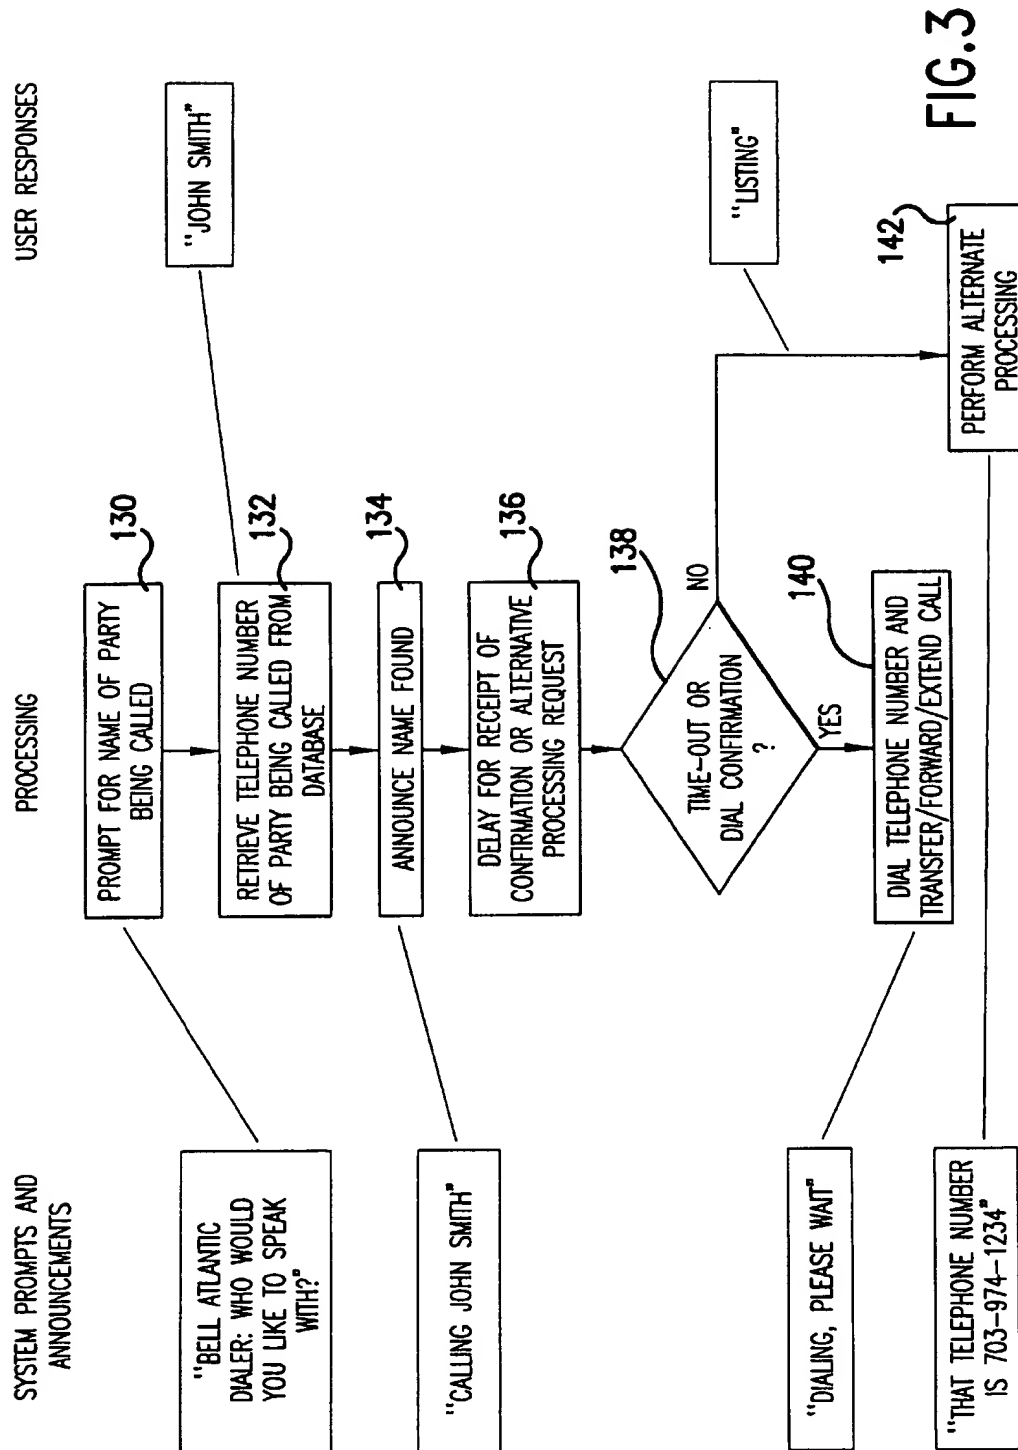 SYSTEM PROMPTS AND
ANNOUNCEMENTS
PROCESSING
USER RESPONSES
"BELL ATLANTIC
DIALER: WHO WOULD
YOU LIKE TO SPEAK
WITH?"
PROMPT FOR NAME OF PARTY
BEING CALLED
130
"JOHN SMITH"
RETRIEVE TELEPHONE NUMBER
OF PARTY BEING CALLED FROM
DATABASE
132
"CALLING JOHN SMITH"
ANNOUNCE NAME FOUND
134
DELAY FOR RECEIPT OF
CONFIRMATION OR ALTERNATIVE
PROCESSING REQUEST
136
TIME-OUT OR
DIAL CONFIRMATION
?
138
NO
YES
"LISTING"
"DIALING, PLEASE WAIT"
DIAL TELEPHONE NUMBER AND
TRANSFER/FORWARD/EXTEND CALL
140
"THAT TELEPHONE NUMBER
IS 703-974-1234"
PERFORM ALTERNATE
PROCESSING
142
FIG.3